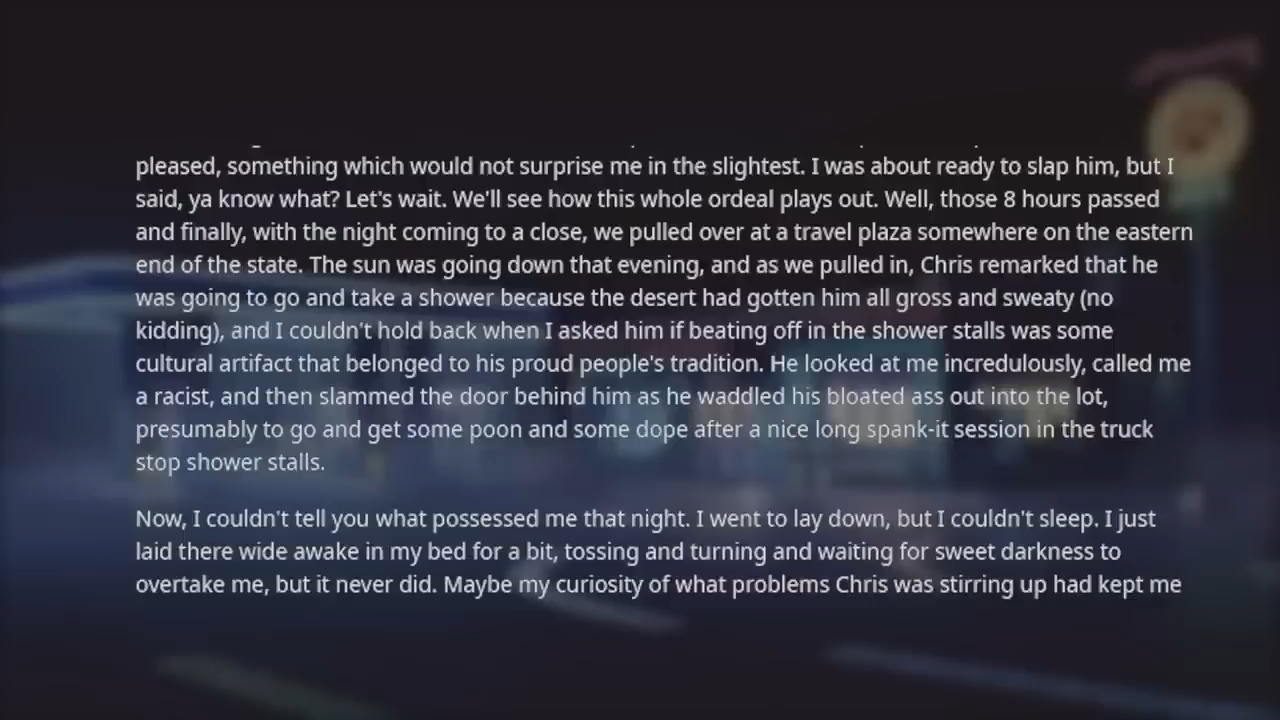 pleased, something which would not surprise me in the slightest. I was about ready to slap him, but I
said, ya know what? Let's wait. We'll see how this whole ordeal plays out. Well, those 8 hours passed
and finally, with the night coming to a close, we pulled over at a travel plaza somewhere on the eastern
end of the state. The sun was going down that evening, and as we pulled in, Chris remarked that he
was going to go and take a shower because the desert had gotten him all gross and sweaty (no
kidding), and I couldn't hold back when I asked him if beating off in the shower stalls was some
cultural artifact that belonged to his proud people's tradition. He looked at me incredulously, called me
a racist, and then slammed the door behind him as he waddled his bloated ass out into the lot,
presumably to go and get some poon and some dope after a nice long spank-it session in the truck
stop shower stalls.
Now, I couldn't tell you what possessed me that night. I went to lay down, but I couldn't sleep. I just
laid there wide awake in my bed for a bit, tossing and turning and waiting for sweet darkness to
overtake me, but it never did. Maybe my curiosity of what problems Chris was stirring up had kept me